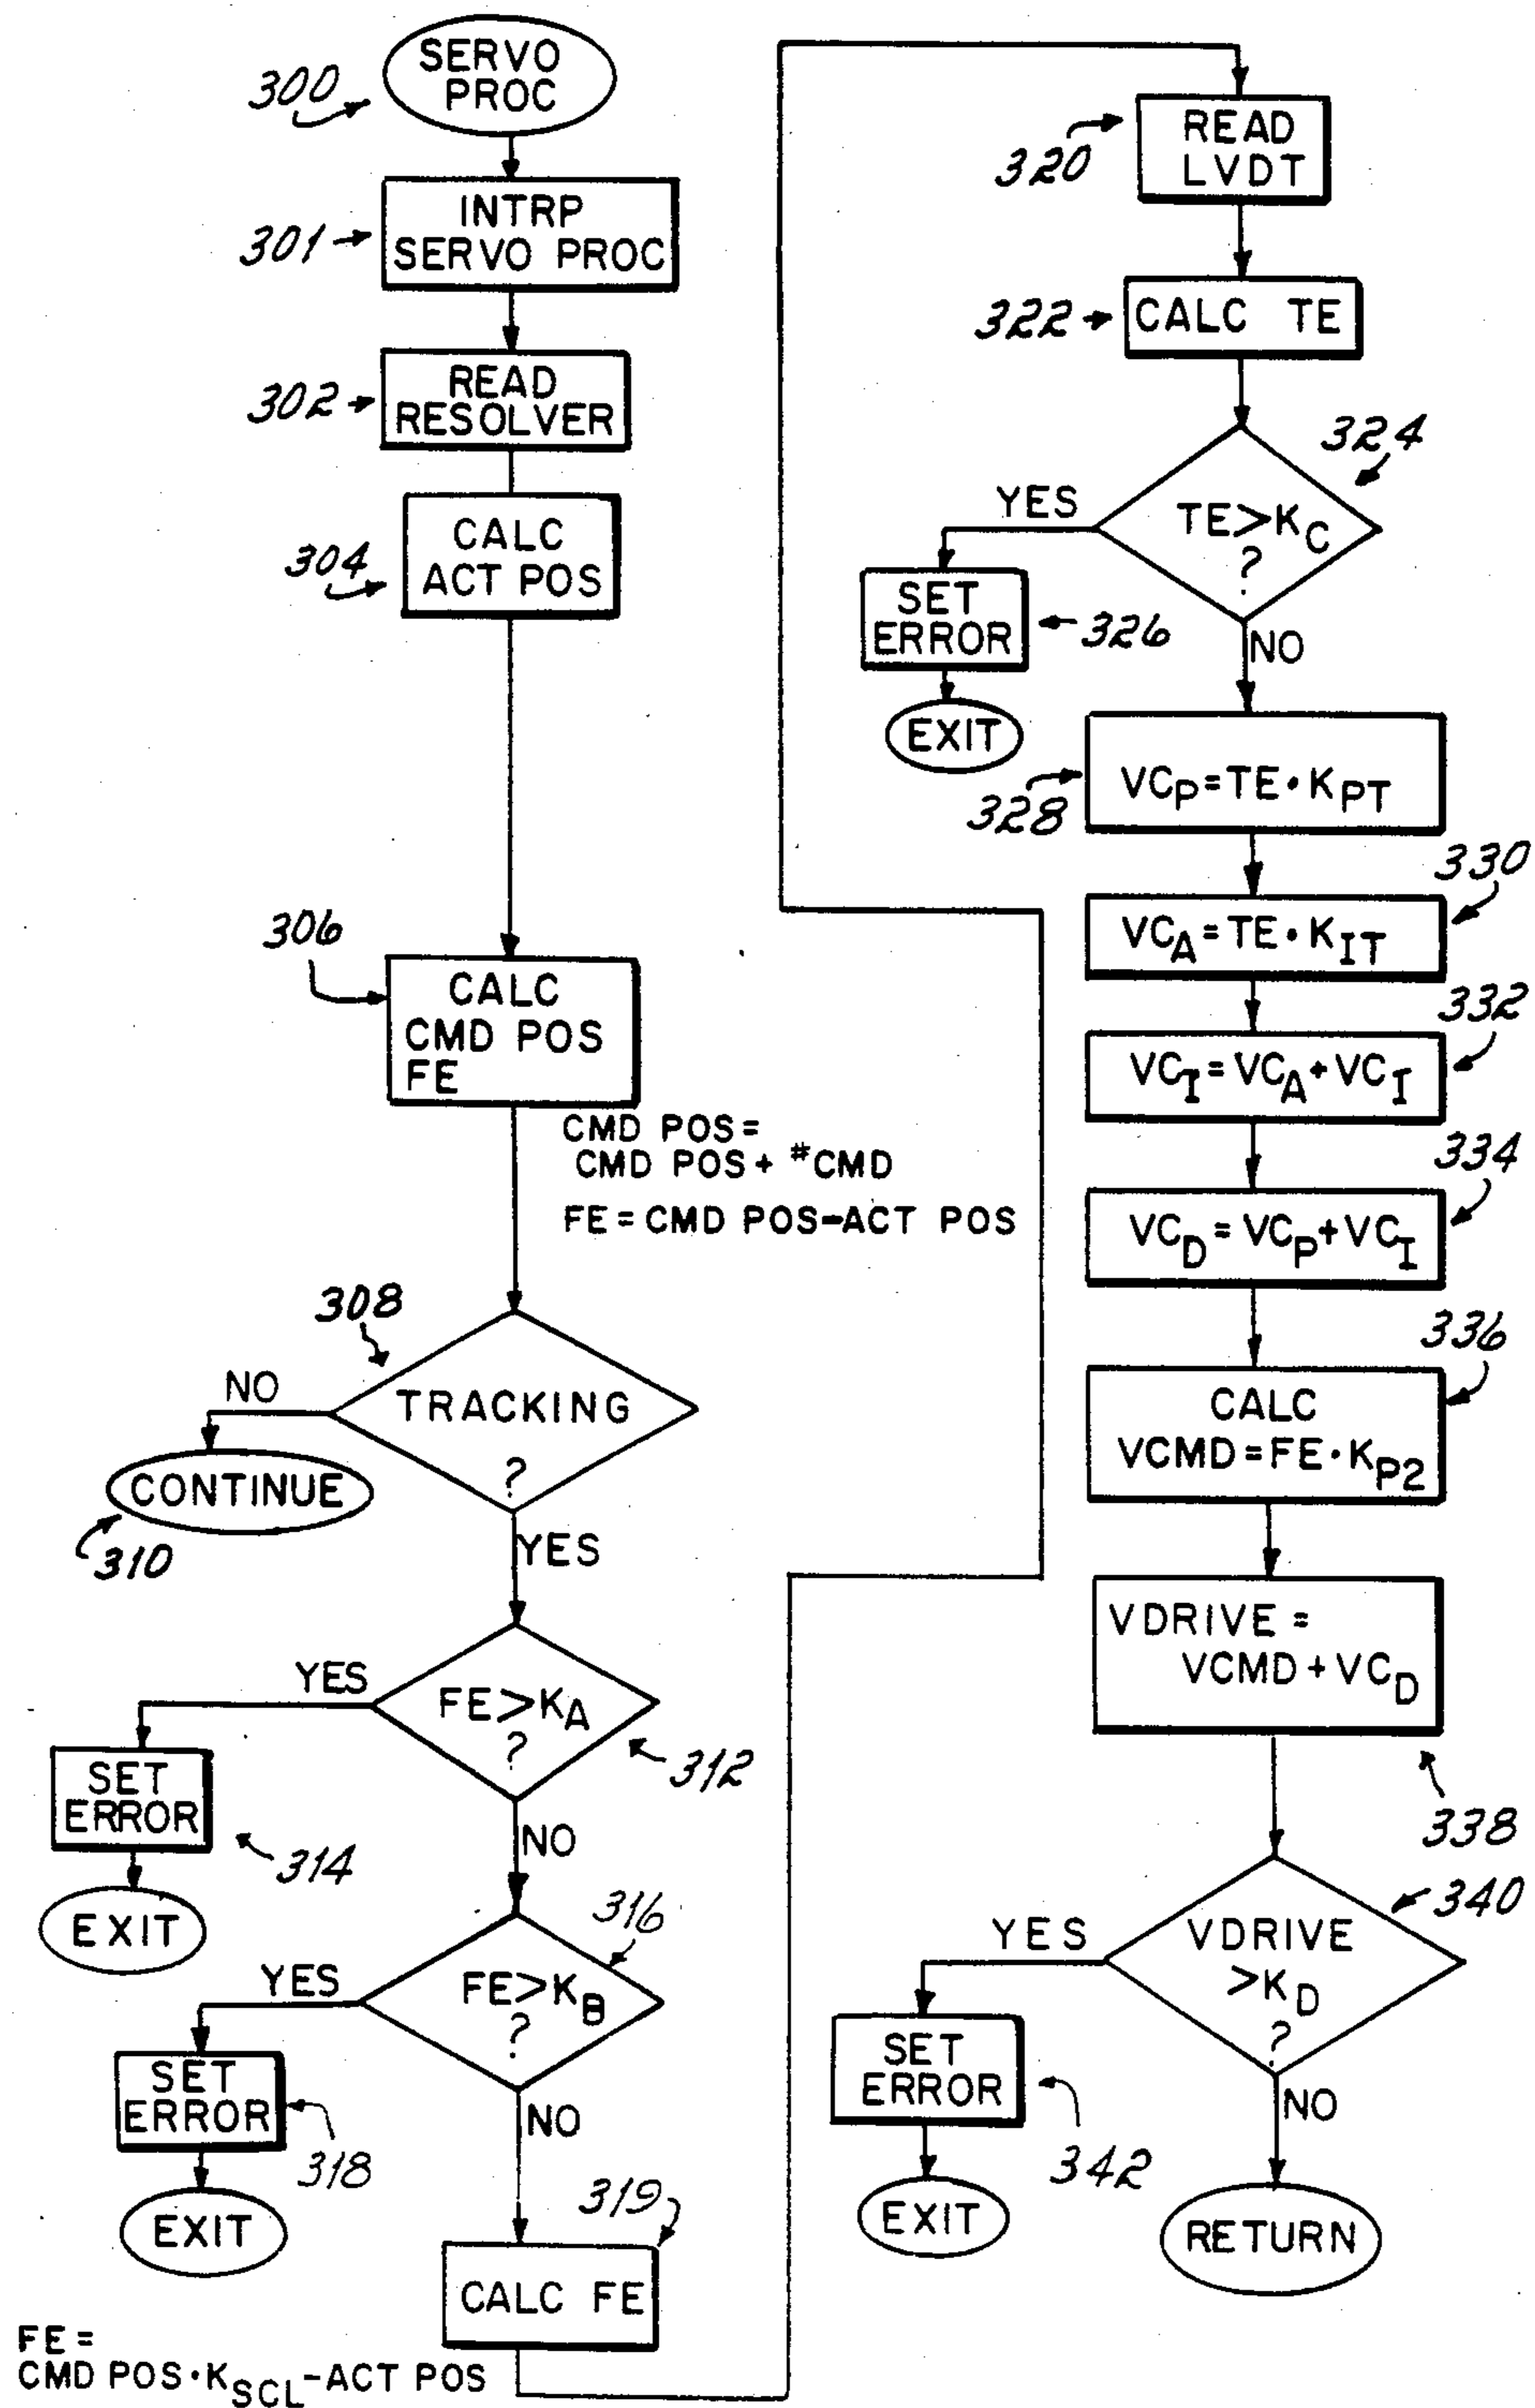 300
SERVO
PROC
301
INTRP
SERVO PROC
302
READ
RESOLVER
304
CALC
ACT POS
306
CALC
CMD POS
FE
CMD POS=
CMD POS + #CMD
FE = CMD POS-ACT POS
308
TRACKING
?
NO
CONTINUE
310
YES
FE>KA
?
312
YES
SET
ERROR
314
EXIT
NO
316
FE>KB
?
YES
SET
ERROR
318
EXIT
NO
319
CALC FE
FE=
CMD POS·KSCL-ACT POS
320
READ
LVDT
322
CALC TE
324
TE>KC
?
YES
SET
ERROR
326
EXIT
NO
328
VCP=TE·KPT
330
VCA=TE·KIT
332
VCI=VCA+VCI
334
VCD=VCP+VCI
336
CALC
VCMD=FE·KP2
VDRIVE =
VCMD + VCD
338
340
VDRIVE
>KD
?
YES
SET
ERROR
342
EXIT
NO
RETURN